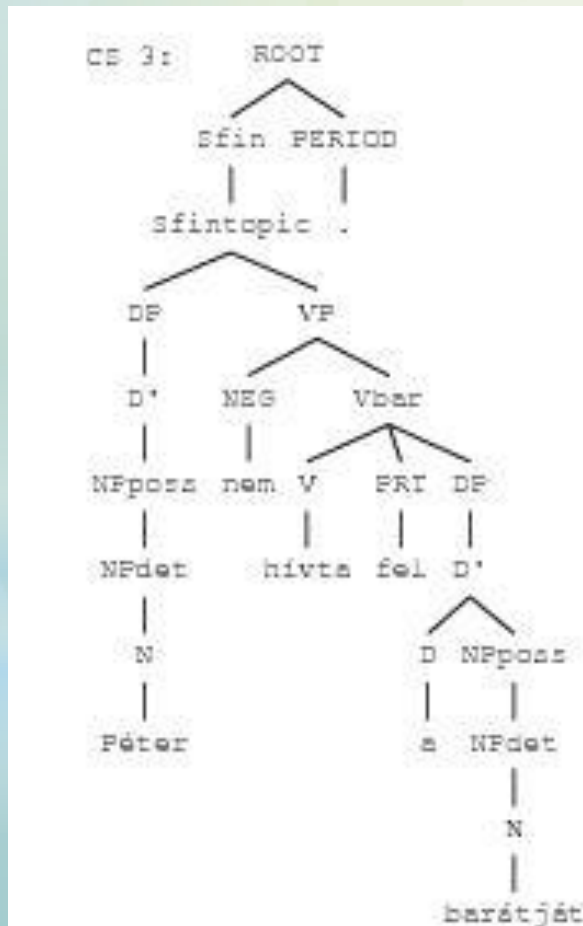 CS 3: ROOT
Sfin PERIOD
Sfintopic .
DP VP
D' NEG Vbar
NPposs nem V PRT DP
NPdet hívta fel D'
N D NPposs
Péter a NPdet
N
barátját